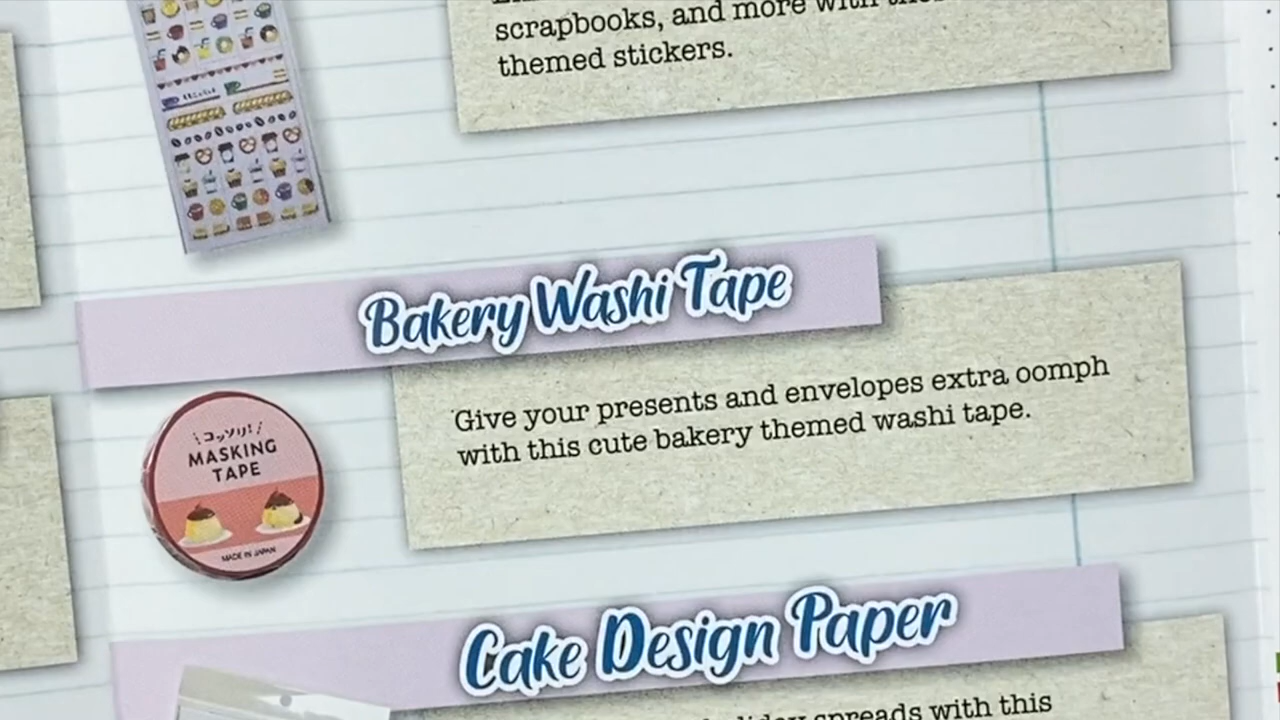 scrapbooks, and more with
themed stickers.
Bakery Washi Tape
Give your presents and envelopes extra oomph
with this cute bakery themed washi tape.
コッソリ!
MASKING
TAPE
MADE IN JAPAN
Cake Design Paper
spreads with this